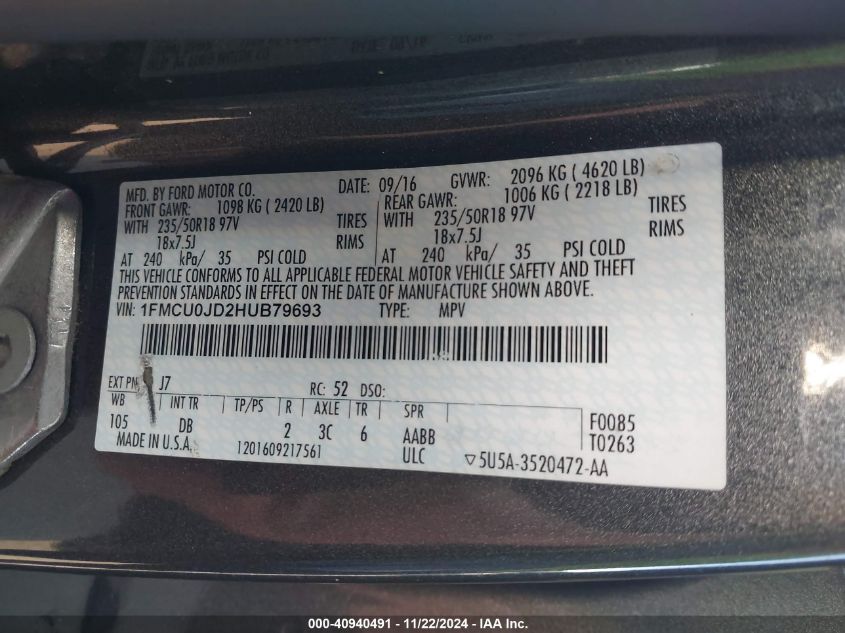 MFD. BY FORD MOTOR CO. DATE: 09/16 GVWR: 2096 KG ( 4620 LB)
FRONT GAWR: 1098 KG ( 2420 LB) REAR GAWR: 1006 KG ( 2218 LB)
WITH 235/50R18 97V TIRES WITH 235/50R18 97V TIRES
18x7.5J RIMS 18x7.5J RIMS
AT 240 kPa/ 35 PSI COLD AT 240 kPa/ 35 PSI COLD
THIS VEHICLE CONFORMS TO ALL APPLICABLE FEDERAL MOTOR VEHICLE SAFETY AND THEFT
PREVENTION STANDARDS IN EFFECT ON THE DATE OF MANUFACTURE SHOWN ABOVE.
VIN: 1FMCU0JD2HUB79693 TYPE: MPV
EXT PNT J7 RC: 52 DSO:
WB INT TR TP/PS R AXLE TR SPR
105 DB 2 3C 6 AABB F0085
MADE IN U.S.A. 1201609217561 ULC T0263
▽5U5A-3520472-AA
000-40940491 - 11/22/2024 - IAAI Inc.